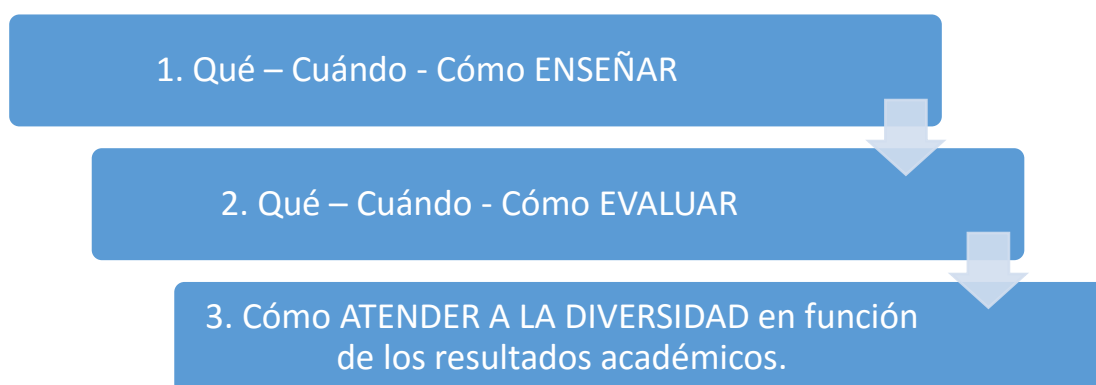 1. Qué – Cuándo - Cómo ENSEÑAR
2. Qué – Cuándo - Cómo EVALUAR
3. Cómo ATENDER A LA DIVERSIDAD en función
de los resultados académicos.